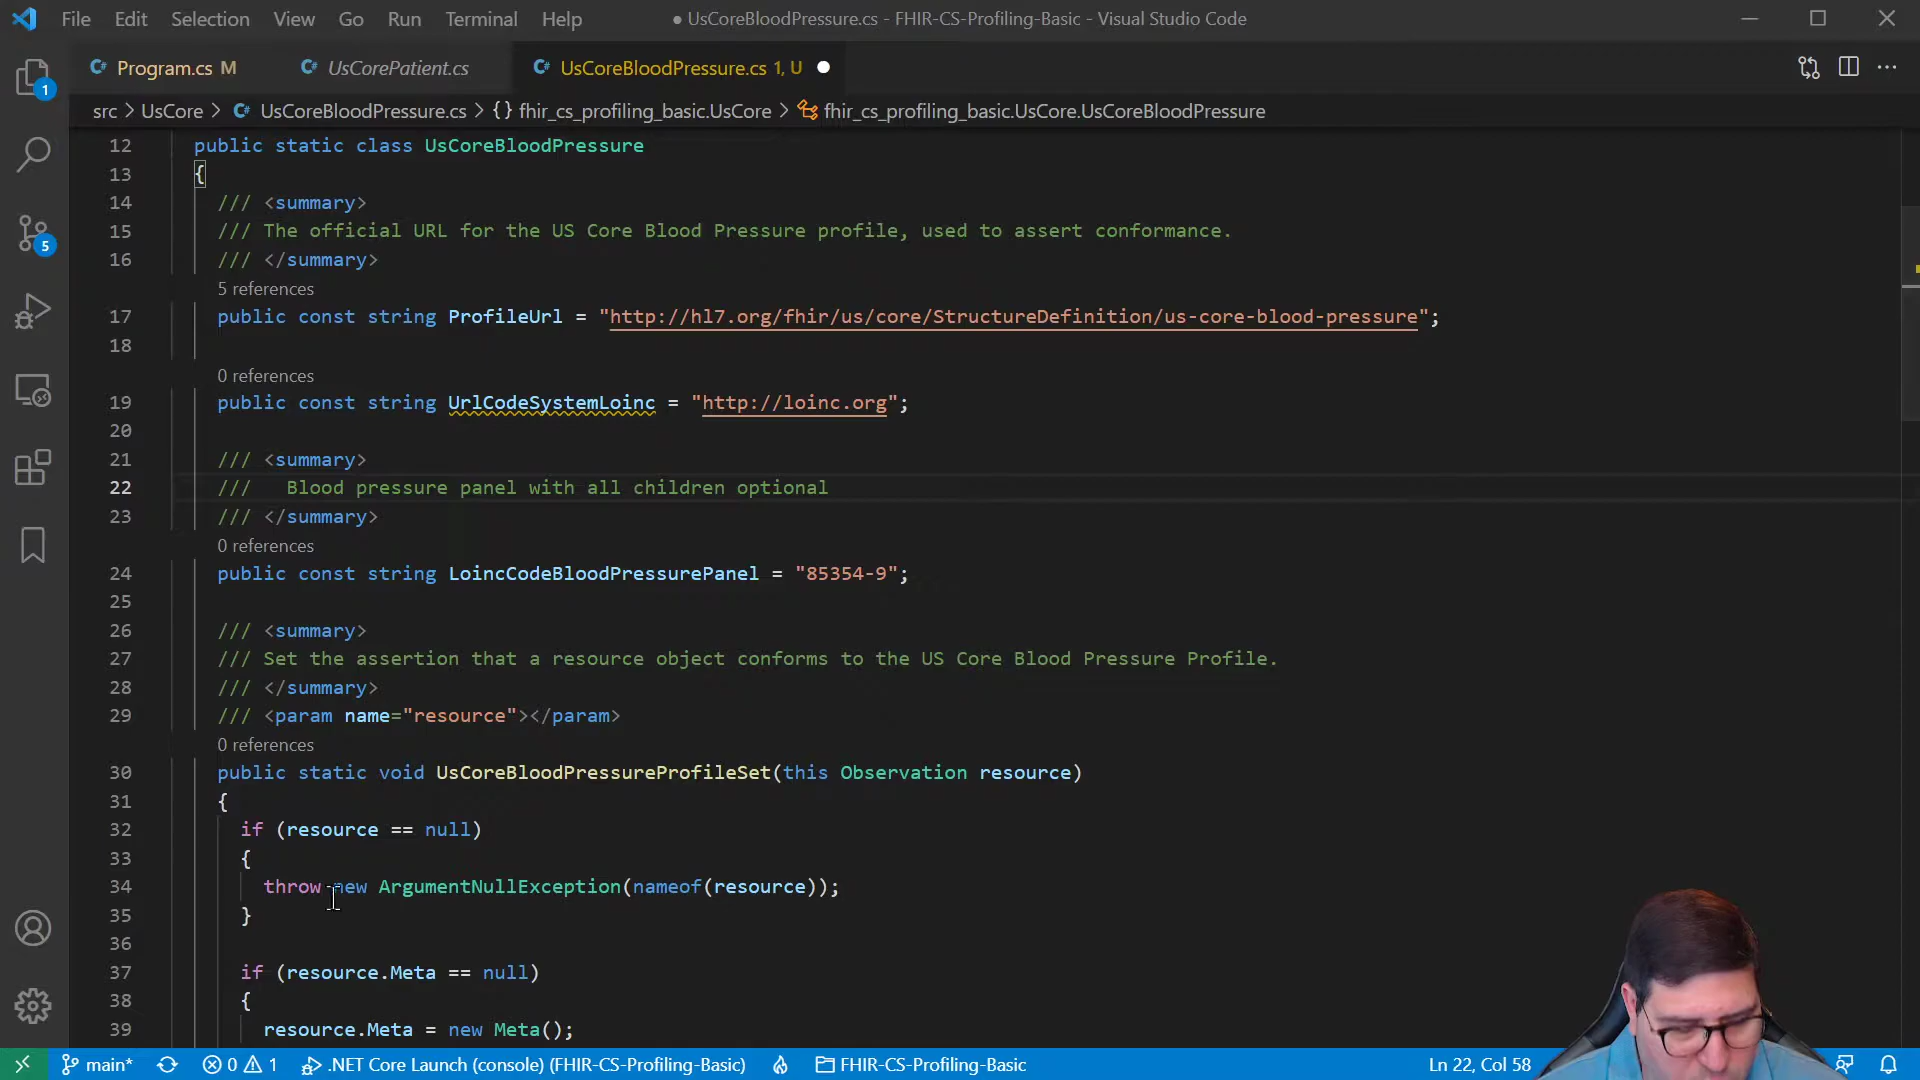 File Edit Selection View Go Run Terminal Help ● UsCoreBloodPressure.cs - FHIR-CS-Profiling-Basic - Visual Studio Code
Program.cs M UsCorePatient.cs UsCoreBloodPressure.cs 1, U
src > UsCore > UsCoreBloodPressure.cs > {} fhir_cs_profiling_basic.UsCore > fhir_cs_profiling_basic.UsCore.UsCoreBloodPressure
12 public static class UsCoreBloodPressure
13 {
14 /// <summary>
15 /// The official URL for the US Core Blood Pressure profile, used to assert conformance.
16 /// </summary>
5 references
17 public const string ProfileUrl = "http://hl7.org/fhir/us/core/StructureDefinition/us-core-blood-pressure";
18
0 references
19 public const string UrlCodeSystemLoinc = "http://loinc.org";
20
21 /// <summary>
22 ///   Blood pressure panel with all children optional
23 /// </summary>
0 references
24 public const string LoincCodeBloodPressurePanel = "85354-9";
25
26 /// <summary>
27 /// Set the assertion that a resource object conforms to the US Core Blood Pressure Profile.
28 /// </summary>
29 /// <param name="resource"></param>
0 references
30 public static void UsCoreBloodPressureProfileSet(this Observation resource)
31 {
32 if (resource == null)
33 {
34 throw new ArgumentNullException(nameof(resource));
35 }
36
37 if (resource.Meta == null)
38 {
39 resource.Meta = new Meta();
1
5
main* 0 1 .NET Core Launch (console) (FHIR-CS-Profiling-Basic) FHIR-CS-Profiling-Basic Ln 22, Col 58